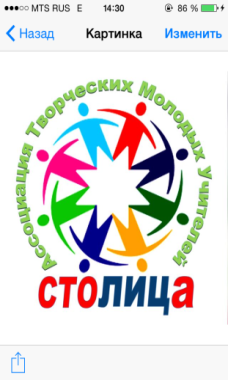 MTS RUS E 14:30 86 %
Назад Картинка Изменить
Ассоциация Творческих Молодых Учителей
столица